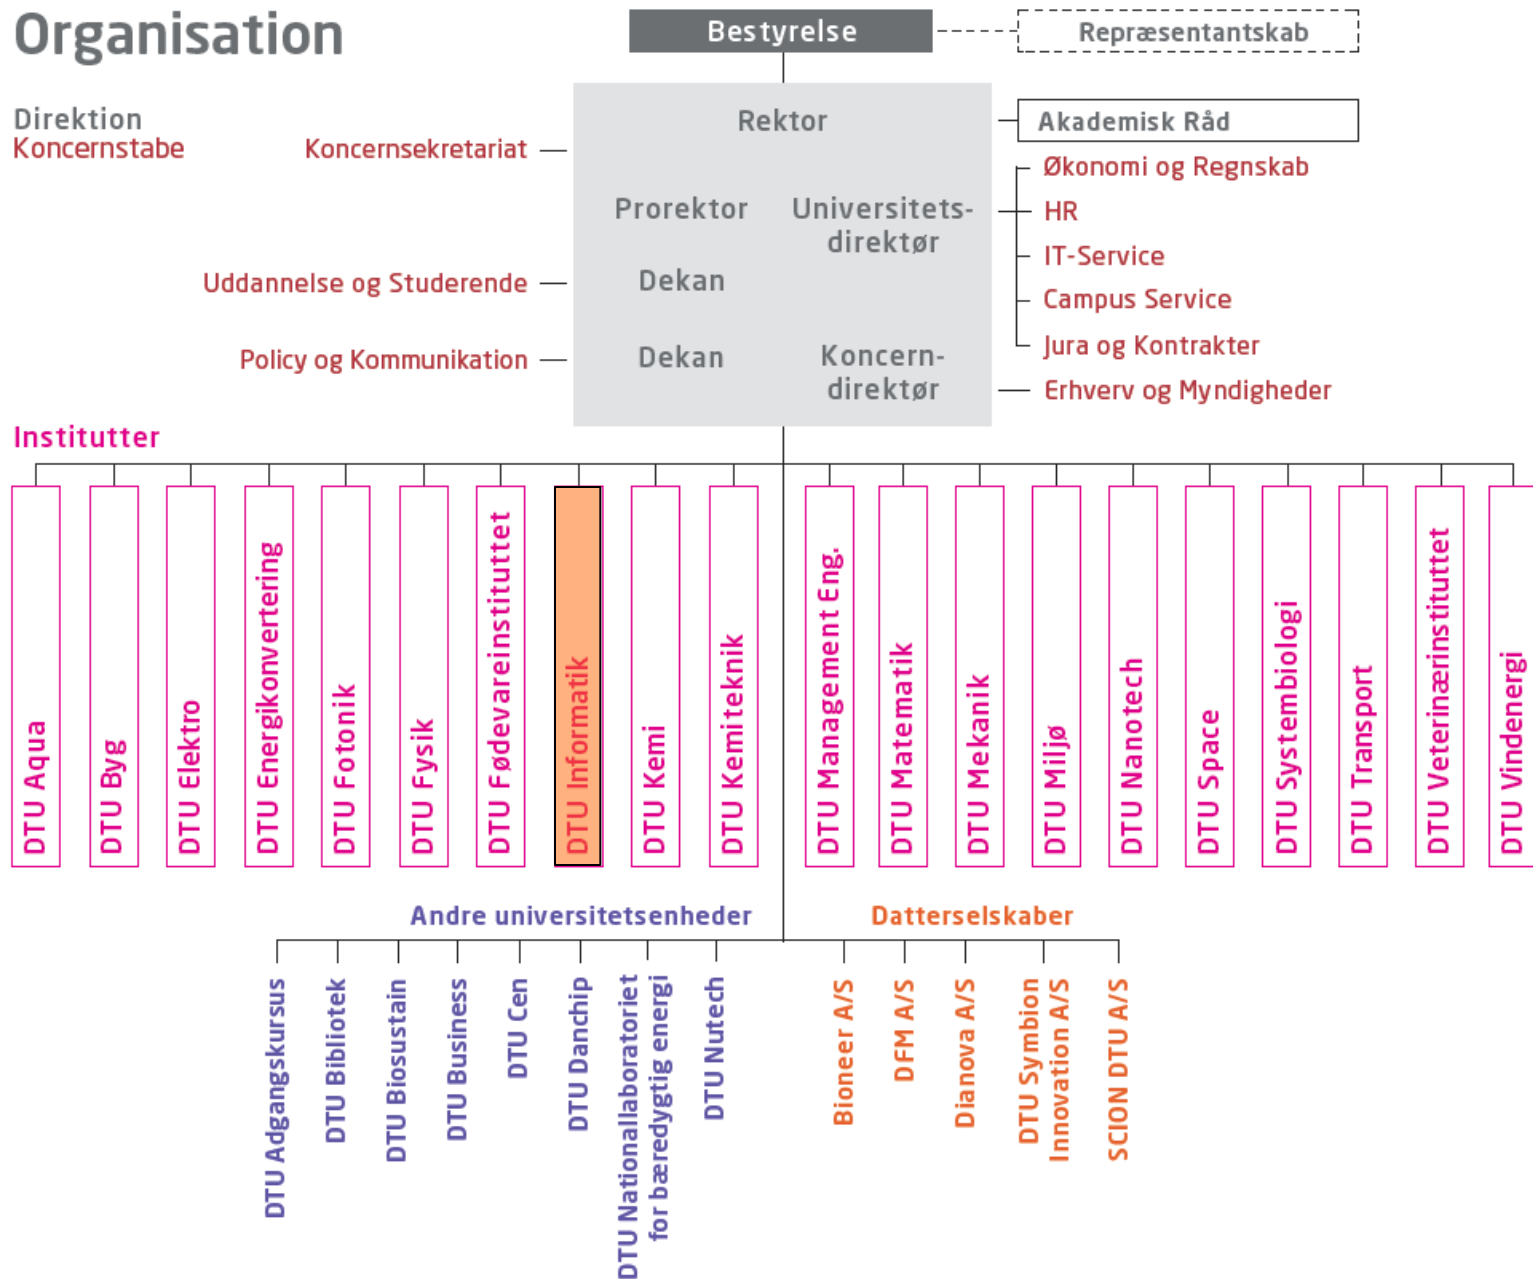 Organisation
Bestyrelse
Repræsentantskab
Direktion
Koncernstabe
Koncernsekretariat
Rektor
Akademisk Råd
Økonomi og Regnskab
Prorektor
Universitets-
direktør
HR
IT-Service
Uddannelse og Studerende
Dekan
Campus Service
Jura og Kontrakter
Policy og Kommunikation
Dekan
Koncern-
direktør
Erhverv og Myndigheder
Institutter
DTU Aqua
DTU Byg
DTU Elektro
DTU Energikonvertering
DTU Fotonik
DTU Fysik
DTU Fødevareinstituttet
DTU Informatik
DTU Kemi
DTU Kemiteknik
DTU Management Eng.
DTU Matematik
DTU Mekanik
DTU Miljø
DTU Nanotech
DTU Space
DTU Systembiologi
DTU Transport
DTU Veterinærinstituttet
DTU Vindenergi
Andre universitetsenheder
DTU Adgangskursus
DTU Bibliotek
DTU Biosustain
DTU Business
DTU Cen
DTU Danchip
DTU Nationallaboratoriet
for bæredygtig energi
DTU Nutech
Datterselskaber
Bioneer A/S
DFM A/S
Dianova A/S
DTU Symbion
Innovation A/S
SCION DTU A/S